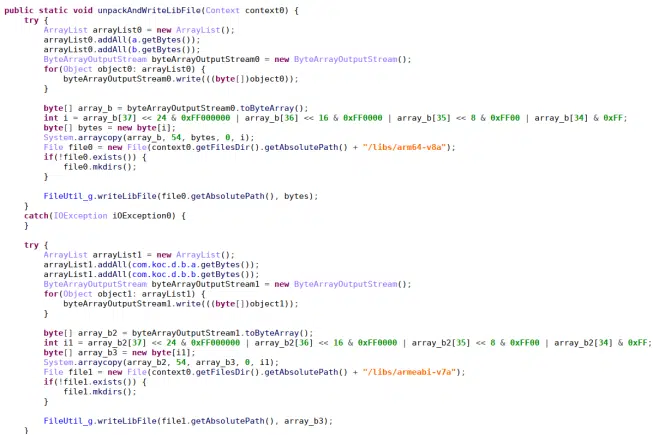 public static void unpackAndWriteLibFile(Context context0) {
    try {
        ArrayList arrayList0 = new ArrayList();
        arrayList0.addAll(a.getBytes());
        arrayList0.addAll(b.getBytes());
        ByteArrayOutputStream byteArrayOutputStream0 = new ByteArrayOutputStream();
        for(Object object0: arrayList0) {
            byteArrayOutputStream0.write(((byte[])object0));
        }

        byte[] array_b = byteArrayOutputStream0.toByteArray();
        int i = array_b[37] << 24 & 0xFF000000 | array_b[36] << 16 & 0xFF0000 | array_b[35] << 8 & 0xFF00 | array_b[34] & 0xFF;
        byte[] bytes = new byte[i];
        System.arraycopy(array_b, 54, bytes, 0, i);
        File file0 = new File(context0.getFilesDir().getAbsolutePath() + "/libs/arm64-v8a");
        if(!file0.exists()) {
            file0.mkdirs();
        }

        FileUtil_g.writeLibFile(file0.getAbsolutePath(), bytes);
    }
    catch(IOException iOException0) {
    }

    try {
        ArrayList arrayList1 = new ArrayList();
        arrayList1.addAll(com.koc.d.b.a.getBytes());
        arrayList1.addAll(com.koc.d.b.b.getBytes());
        ByteArrayOutputStream byteArrayOutputStream1 = new ByteArrayOutputStream();
        for(Object object1: arrayList1) {
            byteArrayOutputStream1.write(((byte[])object1));
        }

        byte[] array_b2 = byteArrayOutputStream1.toByteArray();
        int i1 = array_b2[37] << 24 & 0xFF000000 | array_b2[36] << 16 & 0xFF0000 | array_b2[35] << 8 & 0xFF00 | array_b2[34] & 0xFF;
        byte[] array_b3 = new byte[i1];
        System.arraycopy(array_b2, 54, array_b3, 0, i1);
        File file1 = new File(context0.getFilesDir().getAbsolutePath() + "/libs/armeabi-v7a");
        if(!file1.exists()) {
            file1.mkdirs();
        }

        FileUtil_g.writeLibFile(file1.getAbsolutePath(), array_b3);
    }